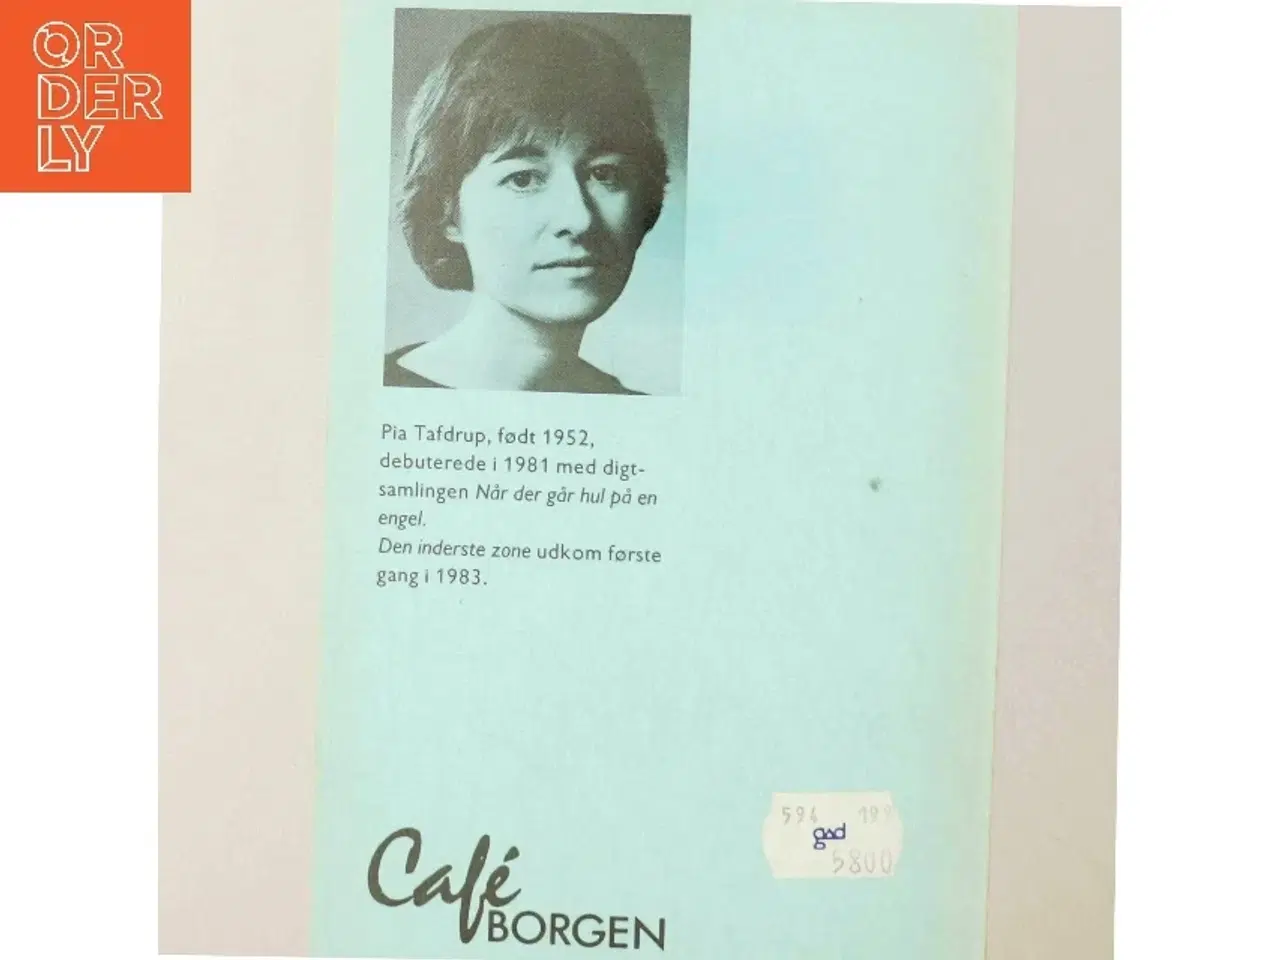 ORDERLY
Pia Tafdrup, født 1952,
debuterede i 1981 med digt-
samlingen Når der går hul på en
engel.
Den inderste zone udkom første
gang i 1983.
594 199
gad
5800
Café
BORGEN